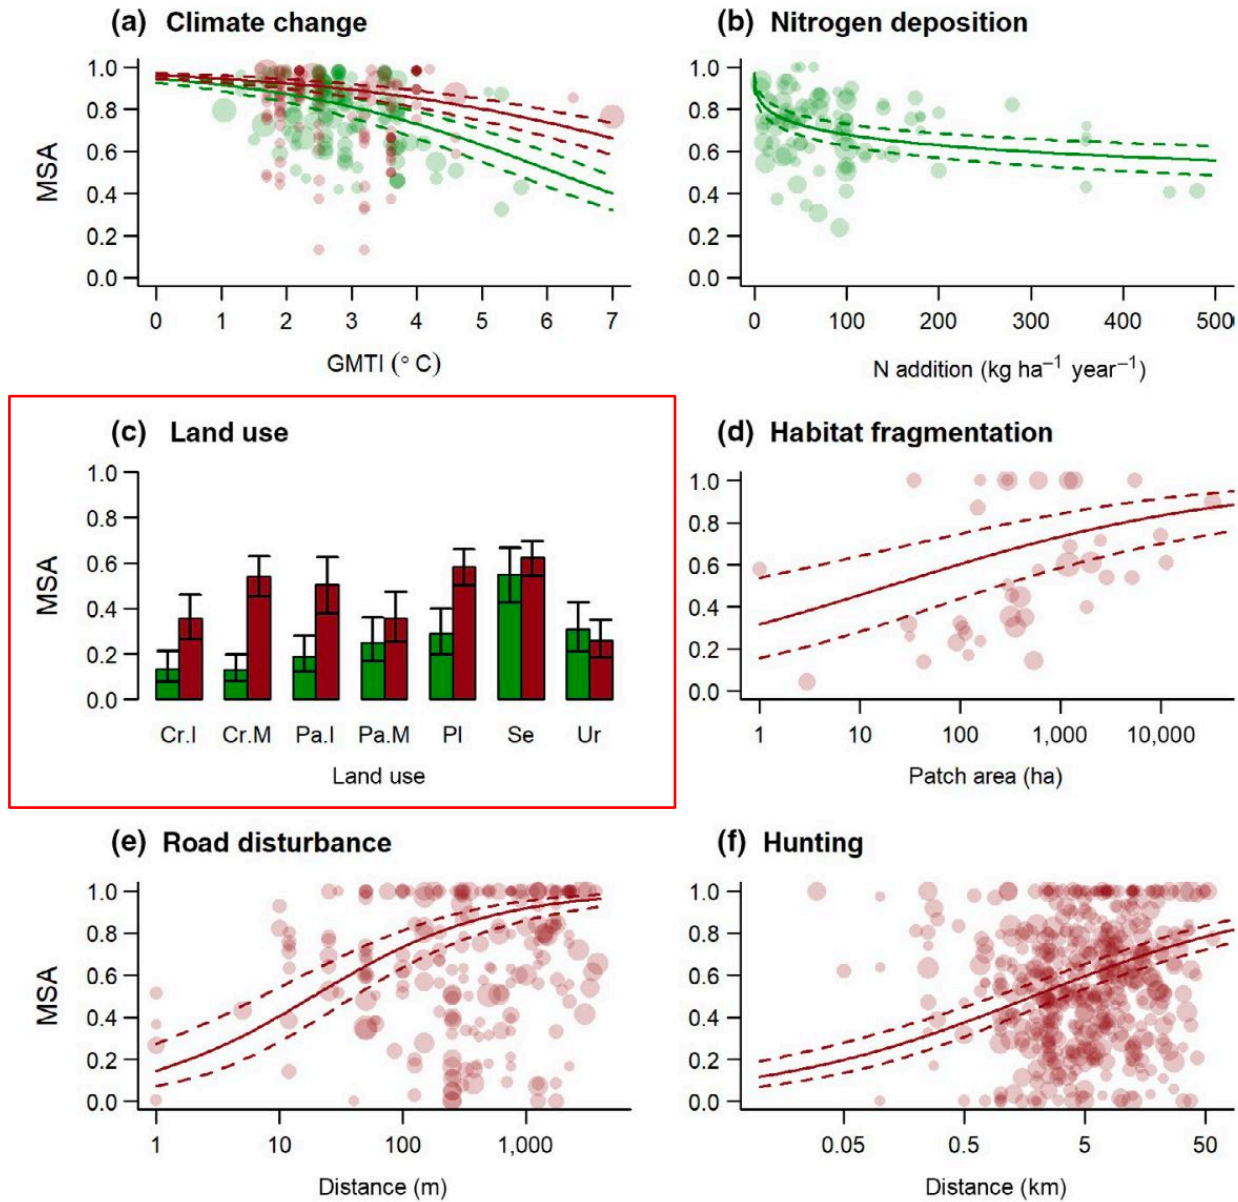 (a) Climate change
MSA
1.0
0.8
0.6
0.4
0.2
0.0
0 1 2 3 4 5 6 7
GMTI (° C)
(b) Nitrogen deposition
1.0
0.8
0.6
0.4
0.2
0.0
0 100 200 300 400 500
N addition (kg ha⁻¹ year⁻¹)
(c) Land use
MSA
1.0
0.8
0.6
0.4
0.2
0.0
Cr.I Cr.M Pa.I Pa.M Pl Se Ur
Land use
(d) Habitat fragmentation
1.0
0.8
0.6
0.4
0.2
0.0
1 10 100 1,000 10,000
Patch area (ha)
(e) Road disturbance
MSA
1.0
0.8
0.6
0.4
0.2
0.0
1 10 100 1,000
Distance (m)
(f) Hunting
1.0
0.8
0.6
0.4
0.2
0.0
0.05 0.5 5 50
Distance (km)